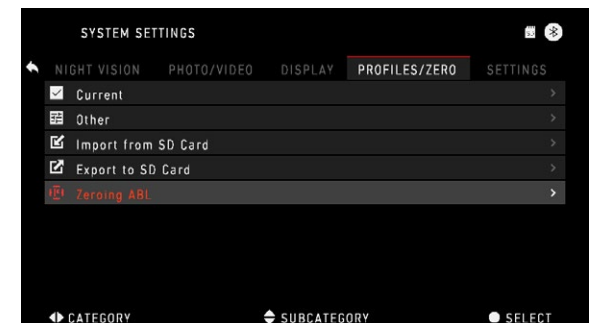 SYSTEM SETTINGS
NIGHT VISION PHOTO/VIDEO DISPLAY PROFILES/ZERO SETTINGS
Current
Other
Import from SD Card
Export to SD Card
Zeroing ABL
CATEGORY SUBCATEGORY SELECT